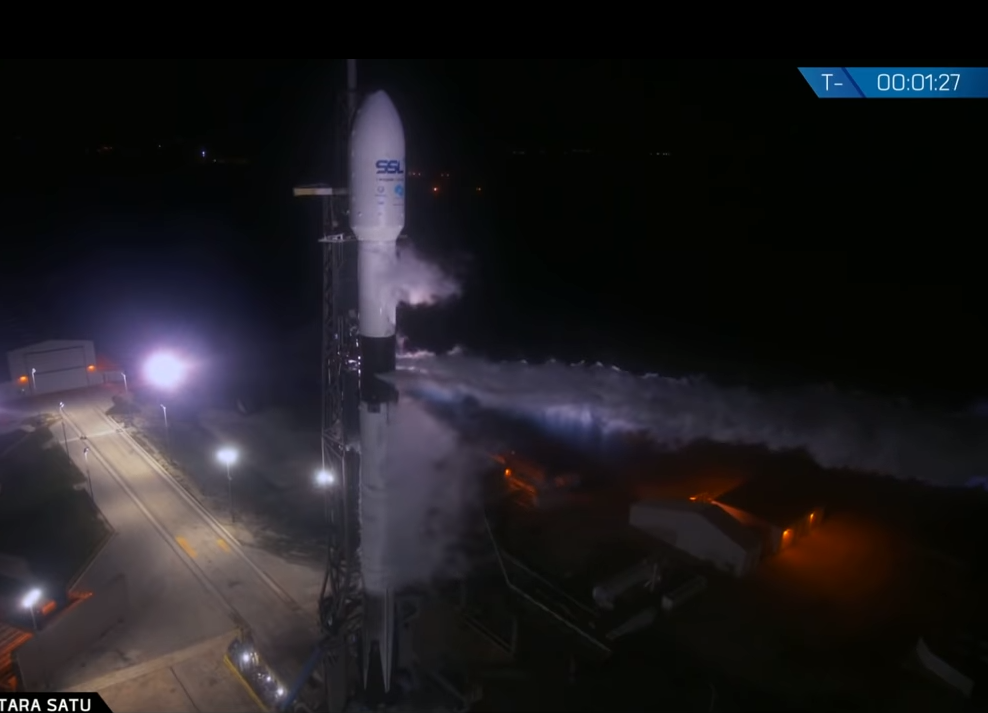 T- 00:01:27
SSL
TARA SATU